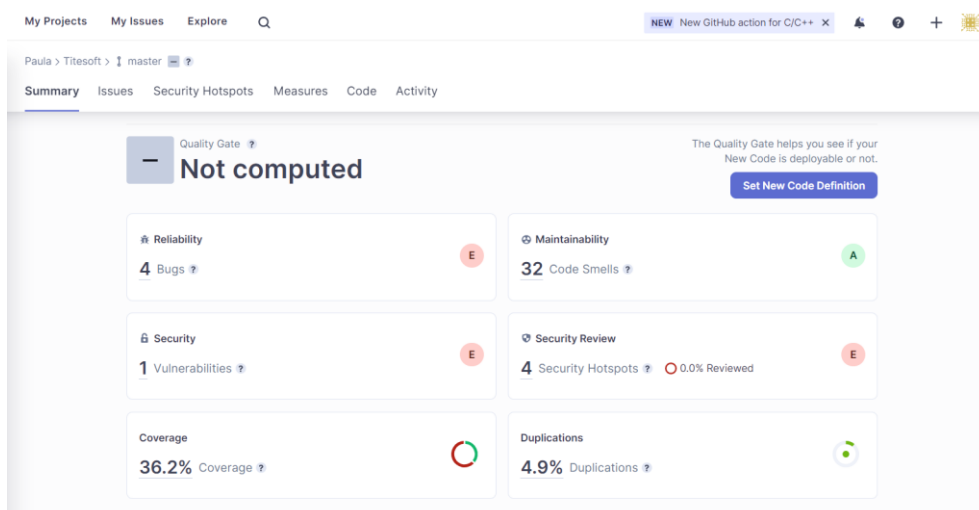 My Projects My Issues Explore NEW New GitHub action for C/C++ X ? +
Paula > Titesoft > master – ?
Summary Issues Security Hotspots Measures Code Activity
Quality Gate ?
– Not computed
The Quality Gate helps you see if your
New Code is deployable or not.
Set New Code Definition
Reliability
4 Bugs ?
E
Maintainability
32 Code Smells ?
A
Security
1 Vulnerabilities ?
E
Security Review
4 Security Hotspots ? 0.0% Reviewed
E
Coverage
36.2% Coverage ?
Duplications
4.9% Duplications ?